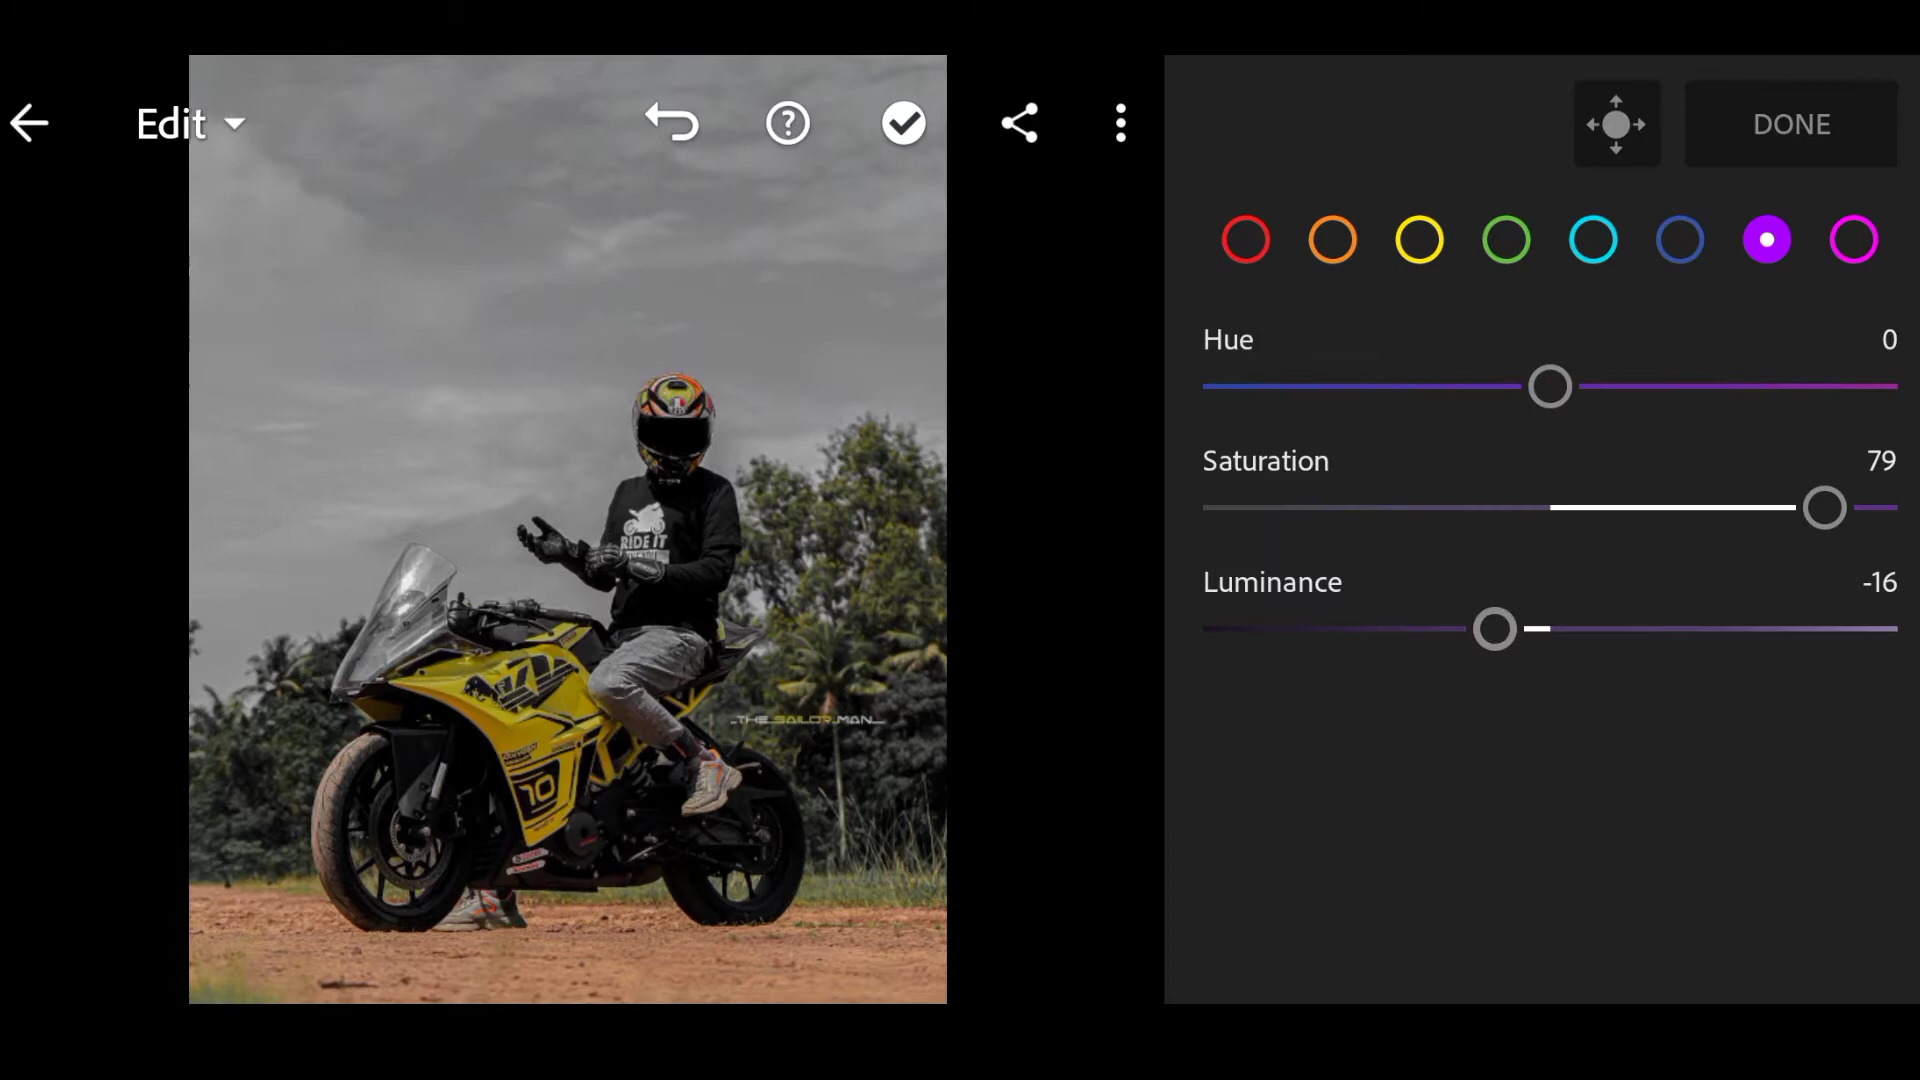 Edit
DONE
Hue 0
Saturation 79
Luminance -16
RIDE IT
_THE_SAILOR_MAN_
10